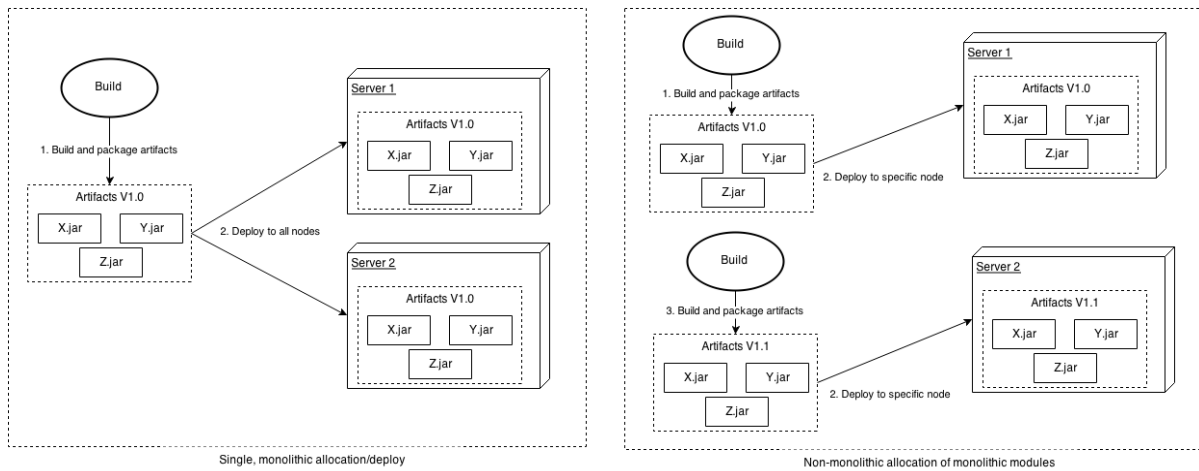 Build
1. Build and package artifacts
Artifacts V1.0
X.jar
Y.jar
Z.jar
2. Deploy to all nodes
Server 1
Artifacts V1.0
X.jar
Y.jar
Z.jar
Server 2
Artifacts V1.0
X.jar
Y.jar
Z.jar
Single, monolithic allocation/deploy
Build
1. Build and package artifacts
Artifacts V1.0
X.jar
Y.jar
Z.jar
2. Deploy to specific node
Server 1
Artifacts V1.0
X.jar
Y.jar
Z.jar
Build
3. Build and package artifacts
Artifacts V1.1
X.jar
Y.jar
Z.jar
2. Deploy to specific node
Server 2
Artifacts V1.1
X.jar
Y.jar
Z.jar
Non-monolithic allocation of monolithic modules